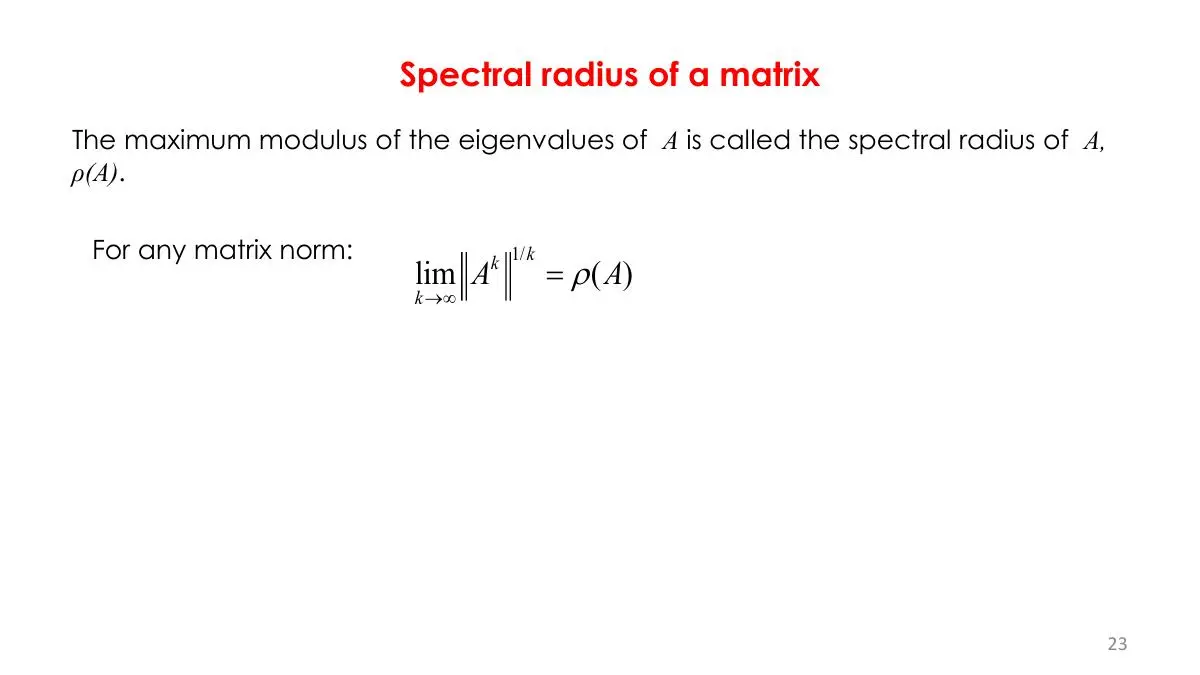 Spectral radius of a matrix
The maximum modulus of the eigenvalues of A is called the spectral radius of A,
ρ(A).
For any matrix norm:
lim k→∞ ‖A^k‖^1/k = ρ(A)
23